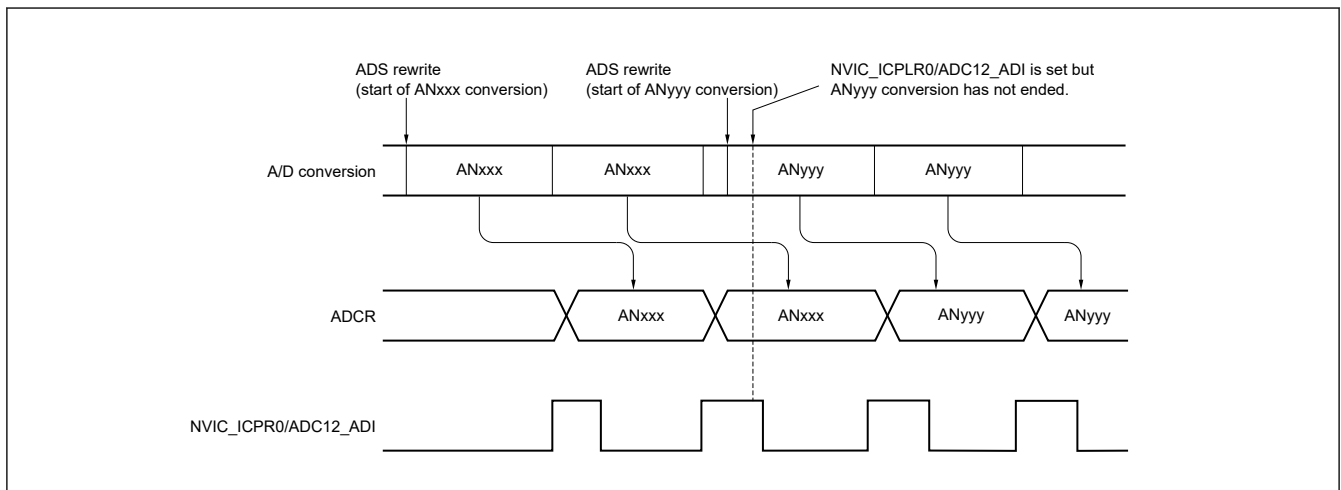 ADS rewrite
(start of ANxxx conversion)
ADS rewrite
(start of ANyyy conversion)
NVIC_ICPLR0/ADC12_ADI is set but
ANyyy conversion has not ended.
A/D conversion
ANxxx
ANxxx
ANyyy
ANyyy
ADCR
ANxxx
ANxxx
ANyyy
ANyyy
NVIC_ICPR0/ADC12_ADI